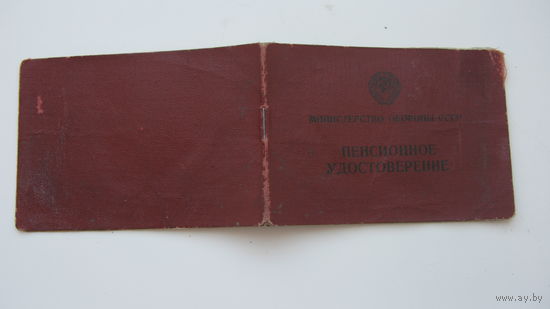 МИНИСТЕРСТВО ОБОРОНЫ СССР
ПЕНСИОННОЕ
УДОСТОВЕРЕНИЕ
www.ay.by